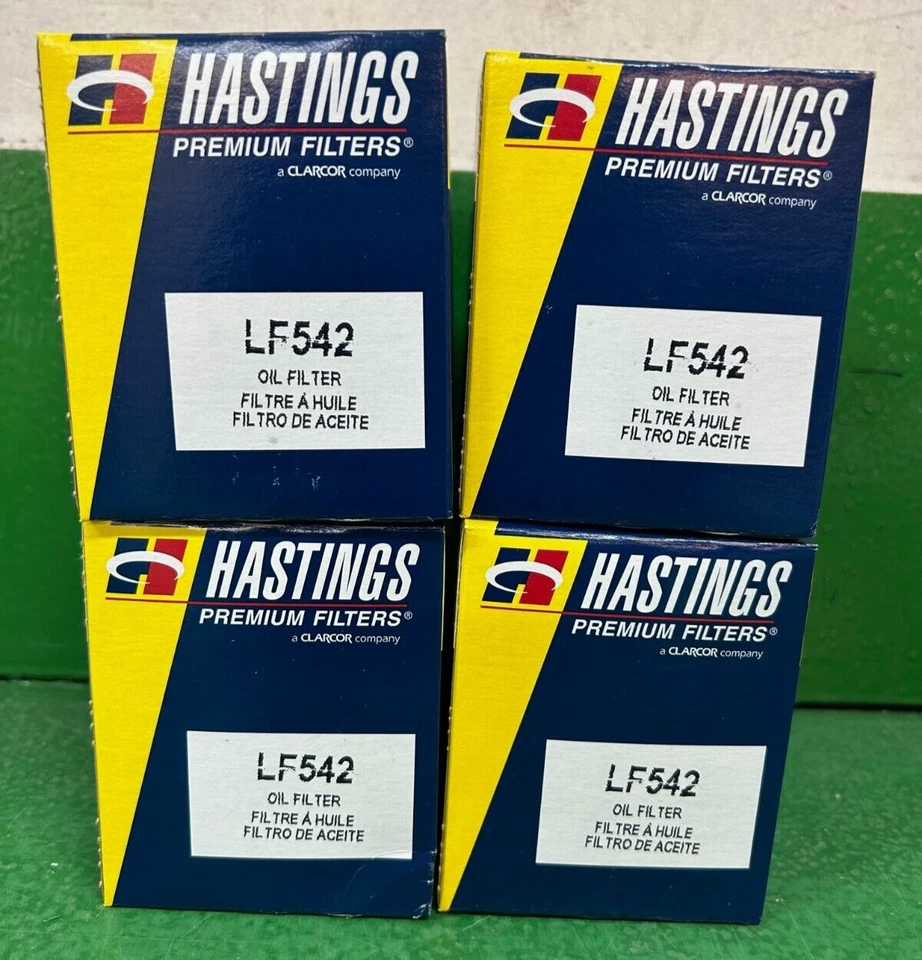 HASTINGS
PREMIUM FILTERS®
a CLARCOR company
LF542
OIL FILTER
FILTRE À HUILE
FILTRO DE ACEITE
HASTINGS
PREMIUM FILTERS®
a CLARCOR company
LF542
OIL FILTER
FILTRE À HUILE
FILTRO DE ACEITE
HASTINGS
PREMIUM FILTERS®
a CLARCOR company
LF542
OIL FILTER
FILTRE À HUILE
FILTRO DE ACEITE
HASTINGS
PREMIUM FILTERS®
a CLARCOR company
LF542
OIL FILTER
FILTRE À HUILE
FILTRO DE ACEITE